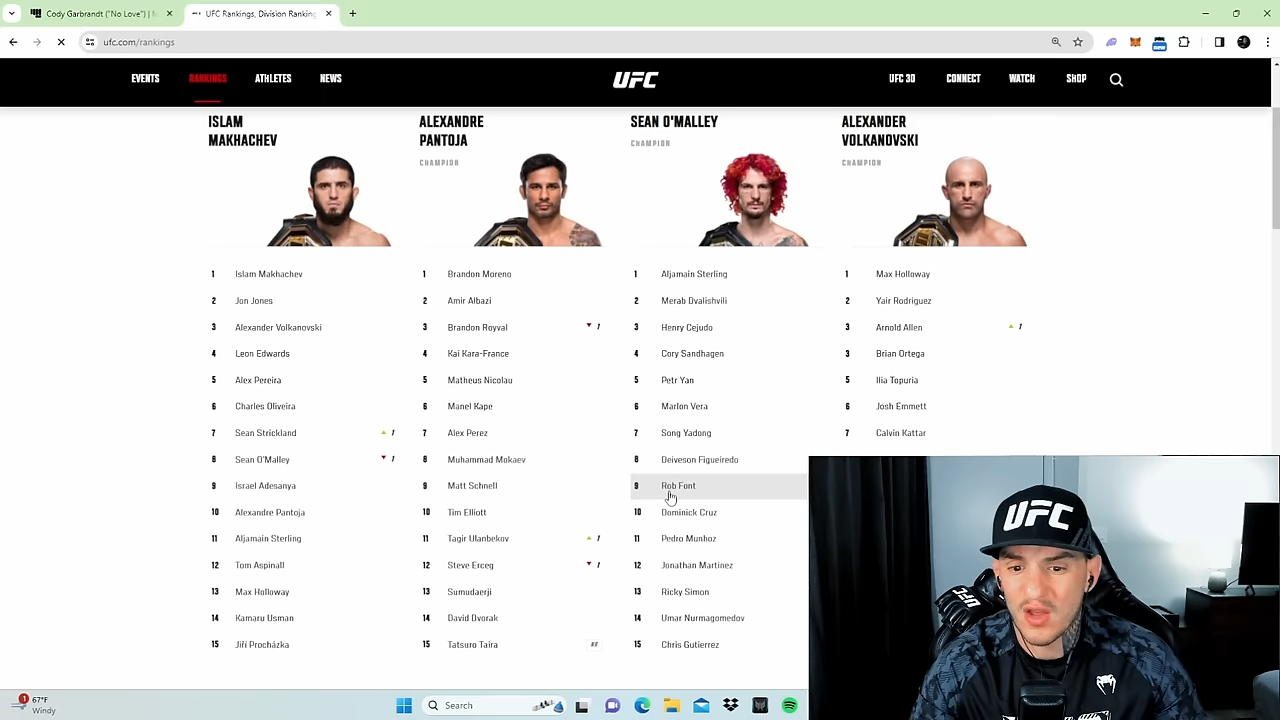 Cody Garbrandt ("No Love") | M
UFC Rankings, Division Ranking
ufc.com/rankings
new
EVENTS
RANKINGS
ATHLETES
NEWS
UFC
UFC 3D
CONNECT
WATCH
SHOP
ISLAM
MAKHACHEV
1 Islam Makhachev
2 Jon Jones
3 Alexander Volkanovski
4 Leon Edwards
5 Alex Pereira
6 Charles Oliveira
7 Sean Strickland 1
8 Sean O'Malley 1
9 Israel Adesanya
10 Alexandre Pantoja
11 Aljamain Sterling
12 Tom Aspinall
13 Max Holloway
14 Kamaru Usman
15 Jiří Procházka
ALEXANDRE
PANTOJA
CHAMPION
1 Brandon Moreno
2 Amir Albazi
3 Brandon Royval 1
4 Kai Kara-France
5 Matheus Nicolau
6 Manel Kape
7 Alex Perez
8 Muhammad Mokaev
9 Matt Schnell
10 Tim Elliott
11 Tagir Ulanbekov 1
12 Steve Erceg 1
13 Sumudaerji
14 David Dvorak
15 Tatsuro Taira
SEAN O'MALLEY
CHAMPION
1 Aljamain Sterling
2 Merab Dvalishvili
3 Henry Cejudo
4 Cory Sandhagen
5 Petr Yan
6 Marlon Vera
7 Song Yadong
8 Deiveson Figueiredo
9 Rob Font
10 Dominick Cruz
11 Pedro Munhoz
12 Jonathan Martinez
13 Ricky Simon
14 Umar Nurmagomedov
15 Chris Gutierrez
ALEXANDER
VOLKANOVSKI
CHAMPION
1 Max Holloway
2 Yair Rodriguez
3 Arnold Allen 1
3 Brian Ortega
5 Ilia Topuria
6 Josh Emmett
7 Calvin Kattar
UFC
UFC
1
67°F
Windy
Search